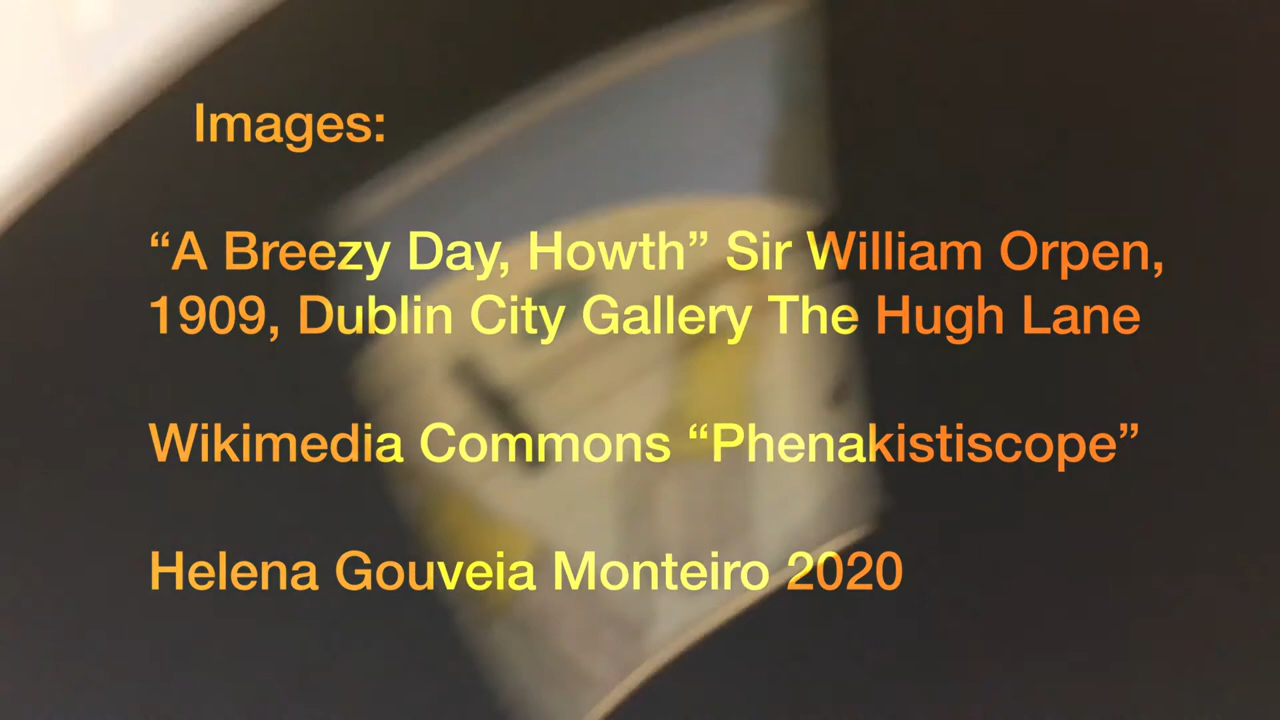 Images:
“A Breezy Day, Howth” Sir William Orpen,
1909, Dublin City Gallery The Hugh Lane
Wikimedia Commons “Phenakistiscope”
Helena Gouveia Monteiro 2020